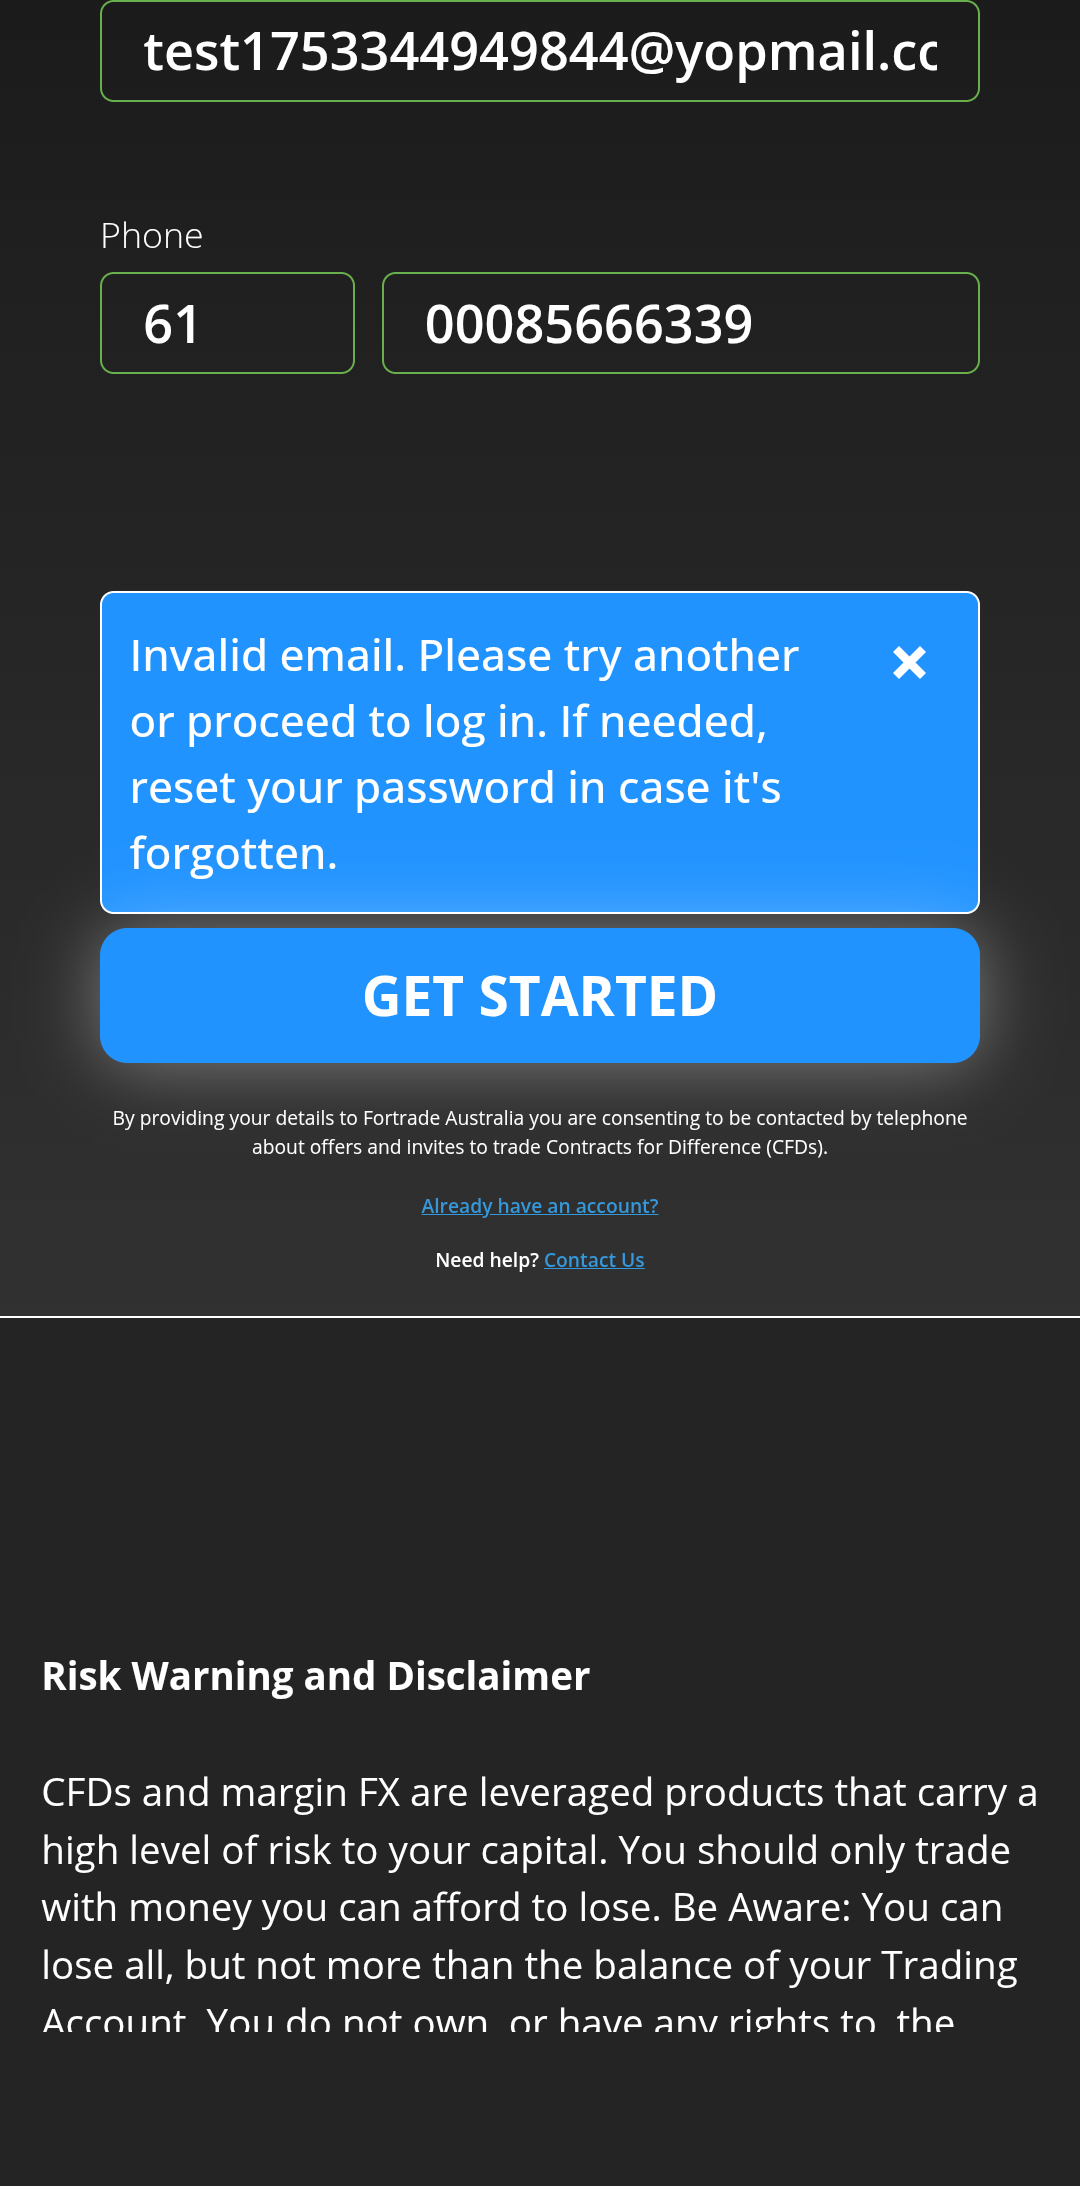 test1753344949844@yopmail.cc
Phone
61
00085666339
Invalid email. Please try another
or proceed to log in. If needed,
reset your password in case it's
forgotten.
GET STARTED
By providing your details to Fortrade Australia you are consenting to be contacted by telephone
about offers and invites to trade Contracts for Difference (CFDs).
Already have an account?
Need help? Contact Us
Risk Warning and Disclaimer
CFDs and margin FX are leveraged products that carry a
high level of risk to your capital. You should only trade
with money you can afford to lose. Be Aware: You can
lose all, but not more than the balance of your Trading
Account. You do not own, or have any rights to, the